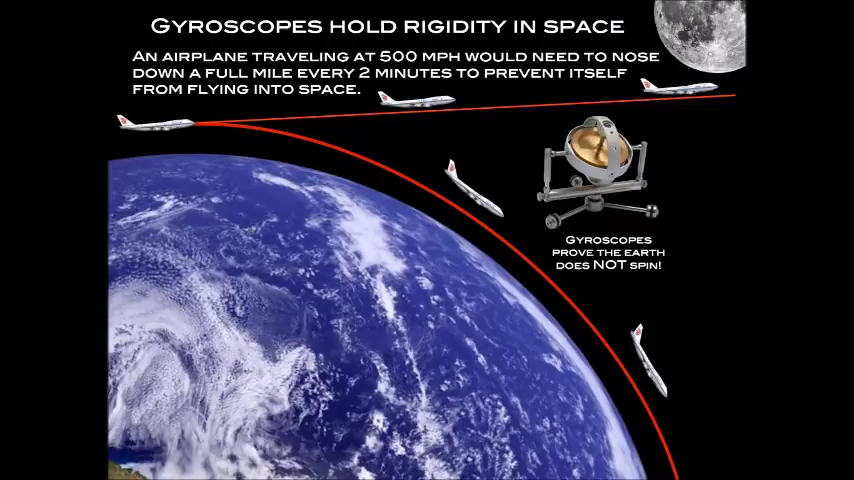 Gyroscopes hold rigidity in space
An airplane traveling at 500 mph would need to nose
down a full mile every 2 minutes to prevent itself
from flying into space.
Gyroscopes
prove the earth
does NOT spin!